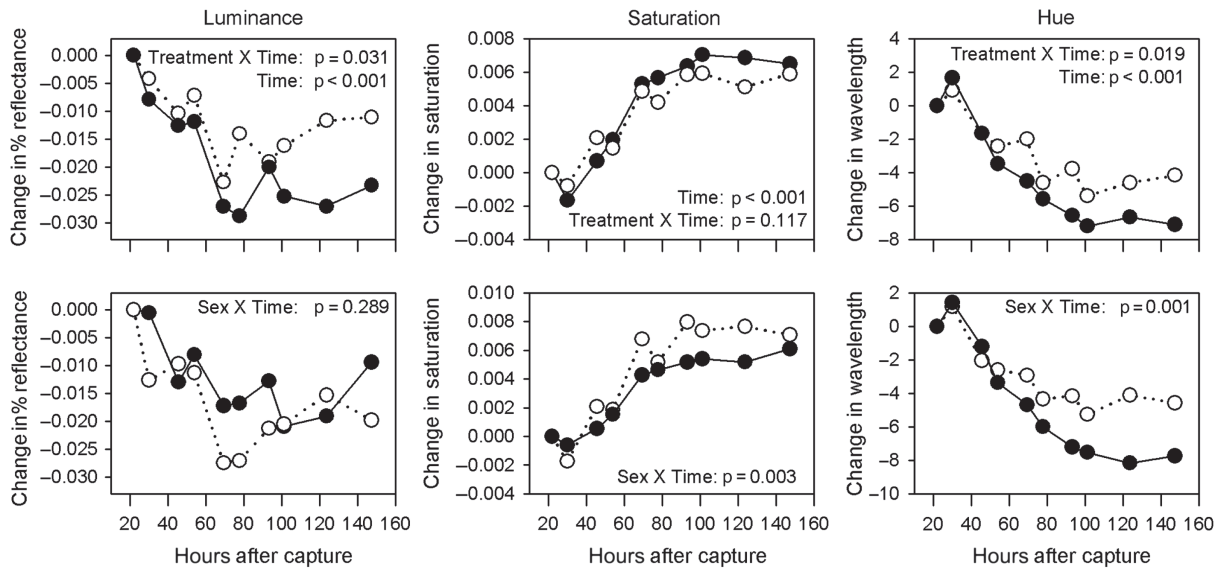 Luminance
Saturation
Hue
Change in % reflectance
0.000
−0.005
−0.010
−0.015
−0.020
−0.025
−0.030
Treatment X Time: p = 0.031
Time: p < 0.001
Change in saturation
0.008
0.006
0.004
0.002
0.000
−0.002
−0.004
Time: p < 0.001
Treatment X Time: p = 0.117
Change in wavelength
4
2
0
−2
−4
−6
−8
Treatment X Time: p = 0.019
Time: p < 0.001
Change in % reflectance
0.000
−0.005
−0.010
−0.015
−0.020
−0.025
−0.030
Sex X Time: p = 0.289
20 40 60 80 100 120 140 160
Hours after capture
Change in saturation
0.010
0.008
0.006
0.004
0.002
0.000
−0.002
−0.004
Sex X Time: p = 0.003
20 40 60 80 100 120 140 160
Hours after capture
Change in wavelength
2
0
−2
−4
−6
−8
−10
Sex X Time: p = 0.001
20 40 60 80 100 120 140 160
Hours after capture